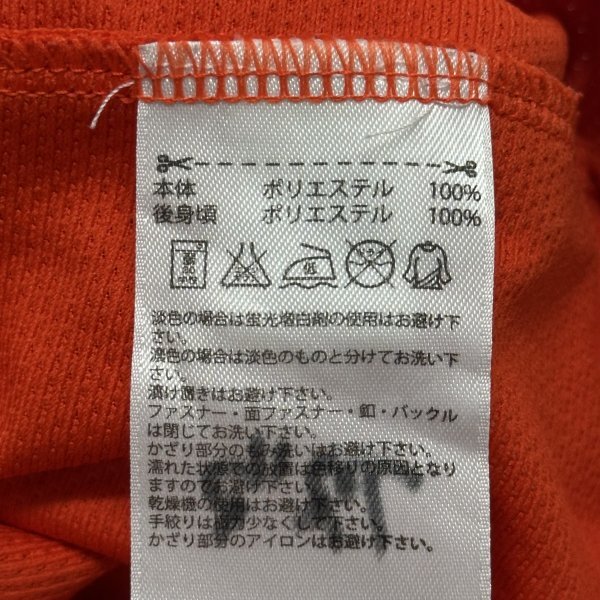 本体 ポリエステル 100%
後身頃 ポリエステル 100%
低
淡色の場合は蛍光増白剤の使用はお避け下
さい。
濃色の場合は淡色のものと分けてお洗い下
さい。
漬け置きはお避け下さい。
ファスナー・面ファスナー・釦・バックル
は閉じてお洗い下さい。
かざり部分のもみ洗いはお避け下さい。
濡れた状態での放置は色移りの原因となり
ますのでお避け下さい。
乾燥機の使用はお避け下さい。
手絞りは極力少なくして下さい。
かざり部分のアイロンはお避け下さい。